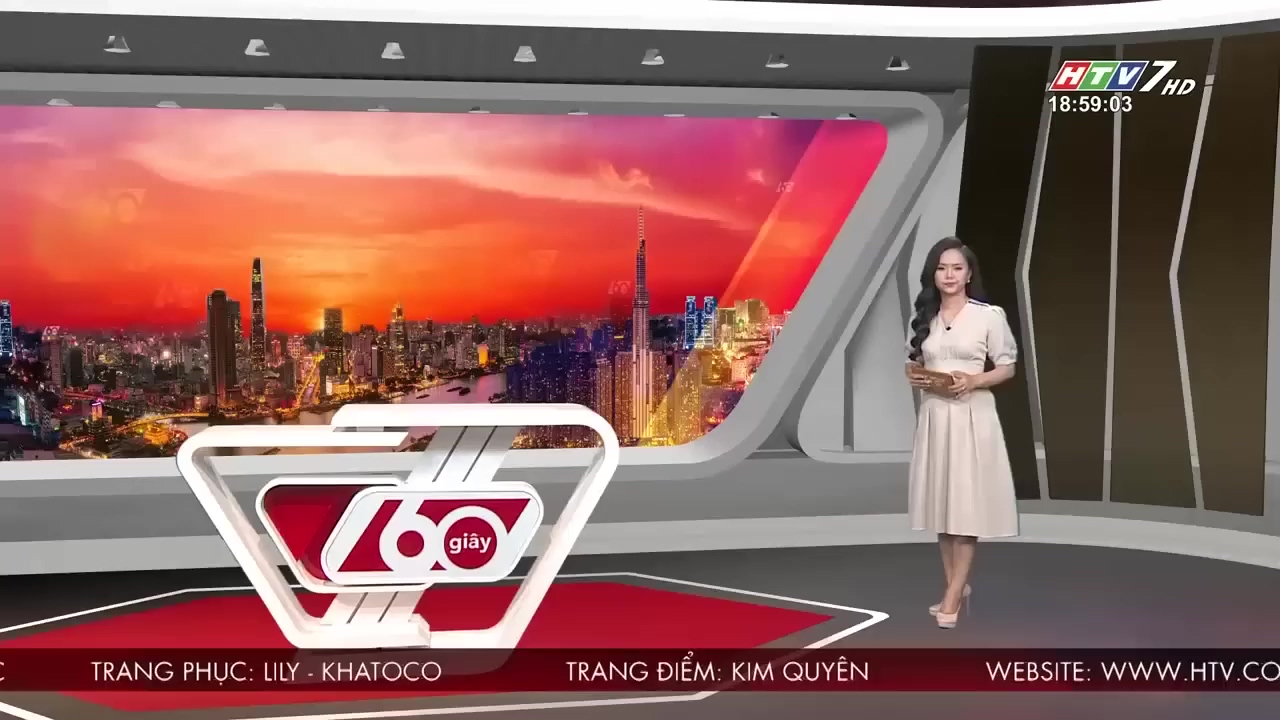 HTV7 HD
18:59:03
60 giây
C
TRANG PHỤC: LILY - KHATOCO
TRANG ĐIỂM: KIM QUYÊN
WEBSITE: WWW.HTV.CO